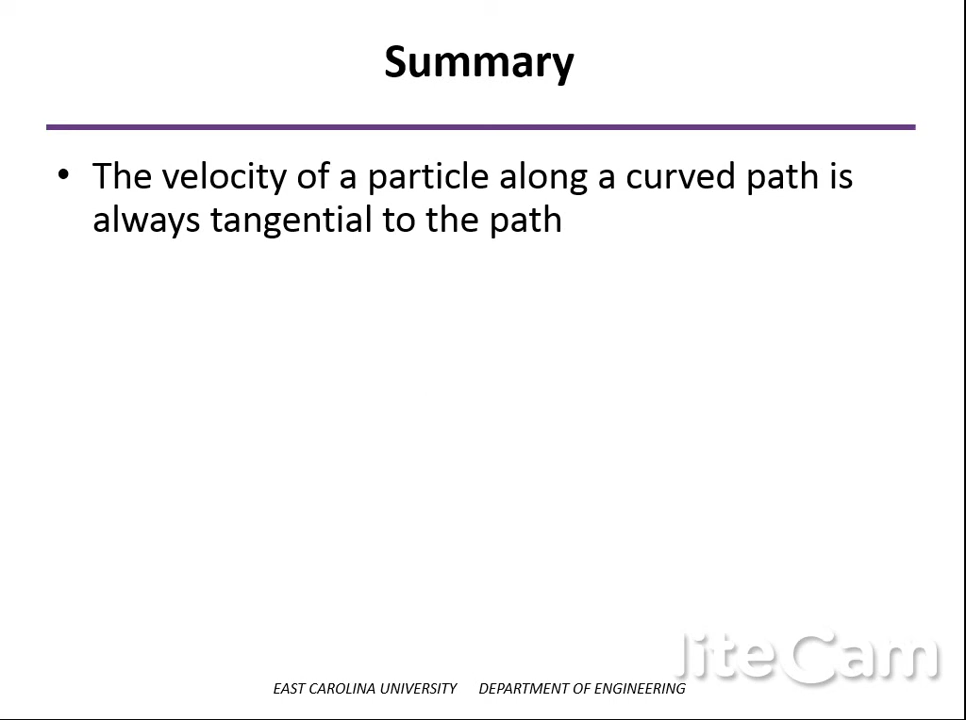 Summary
• The velocity of a particle along a curved path is
always tangential to the path
liteCam
EAST CAROLINA UNIVERSITY DEPARTMENT OF ENGINEERING